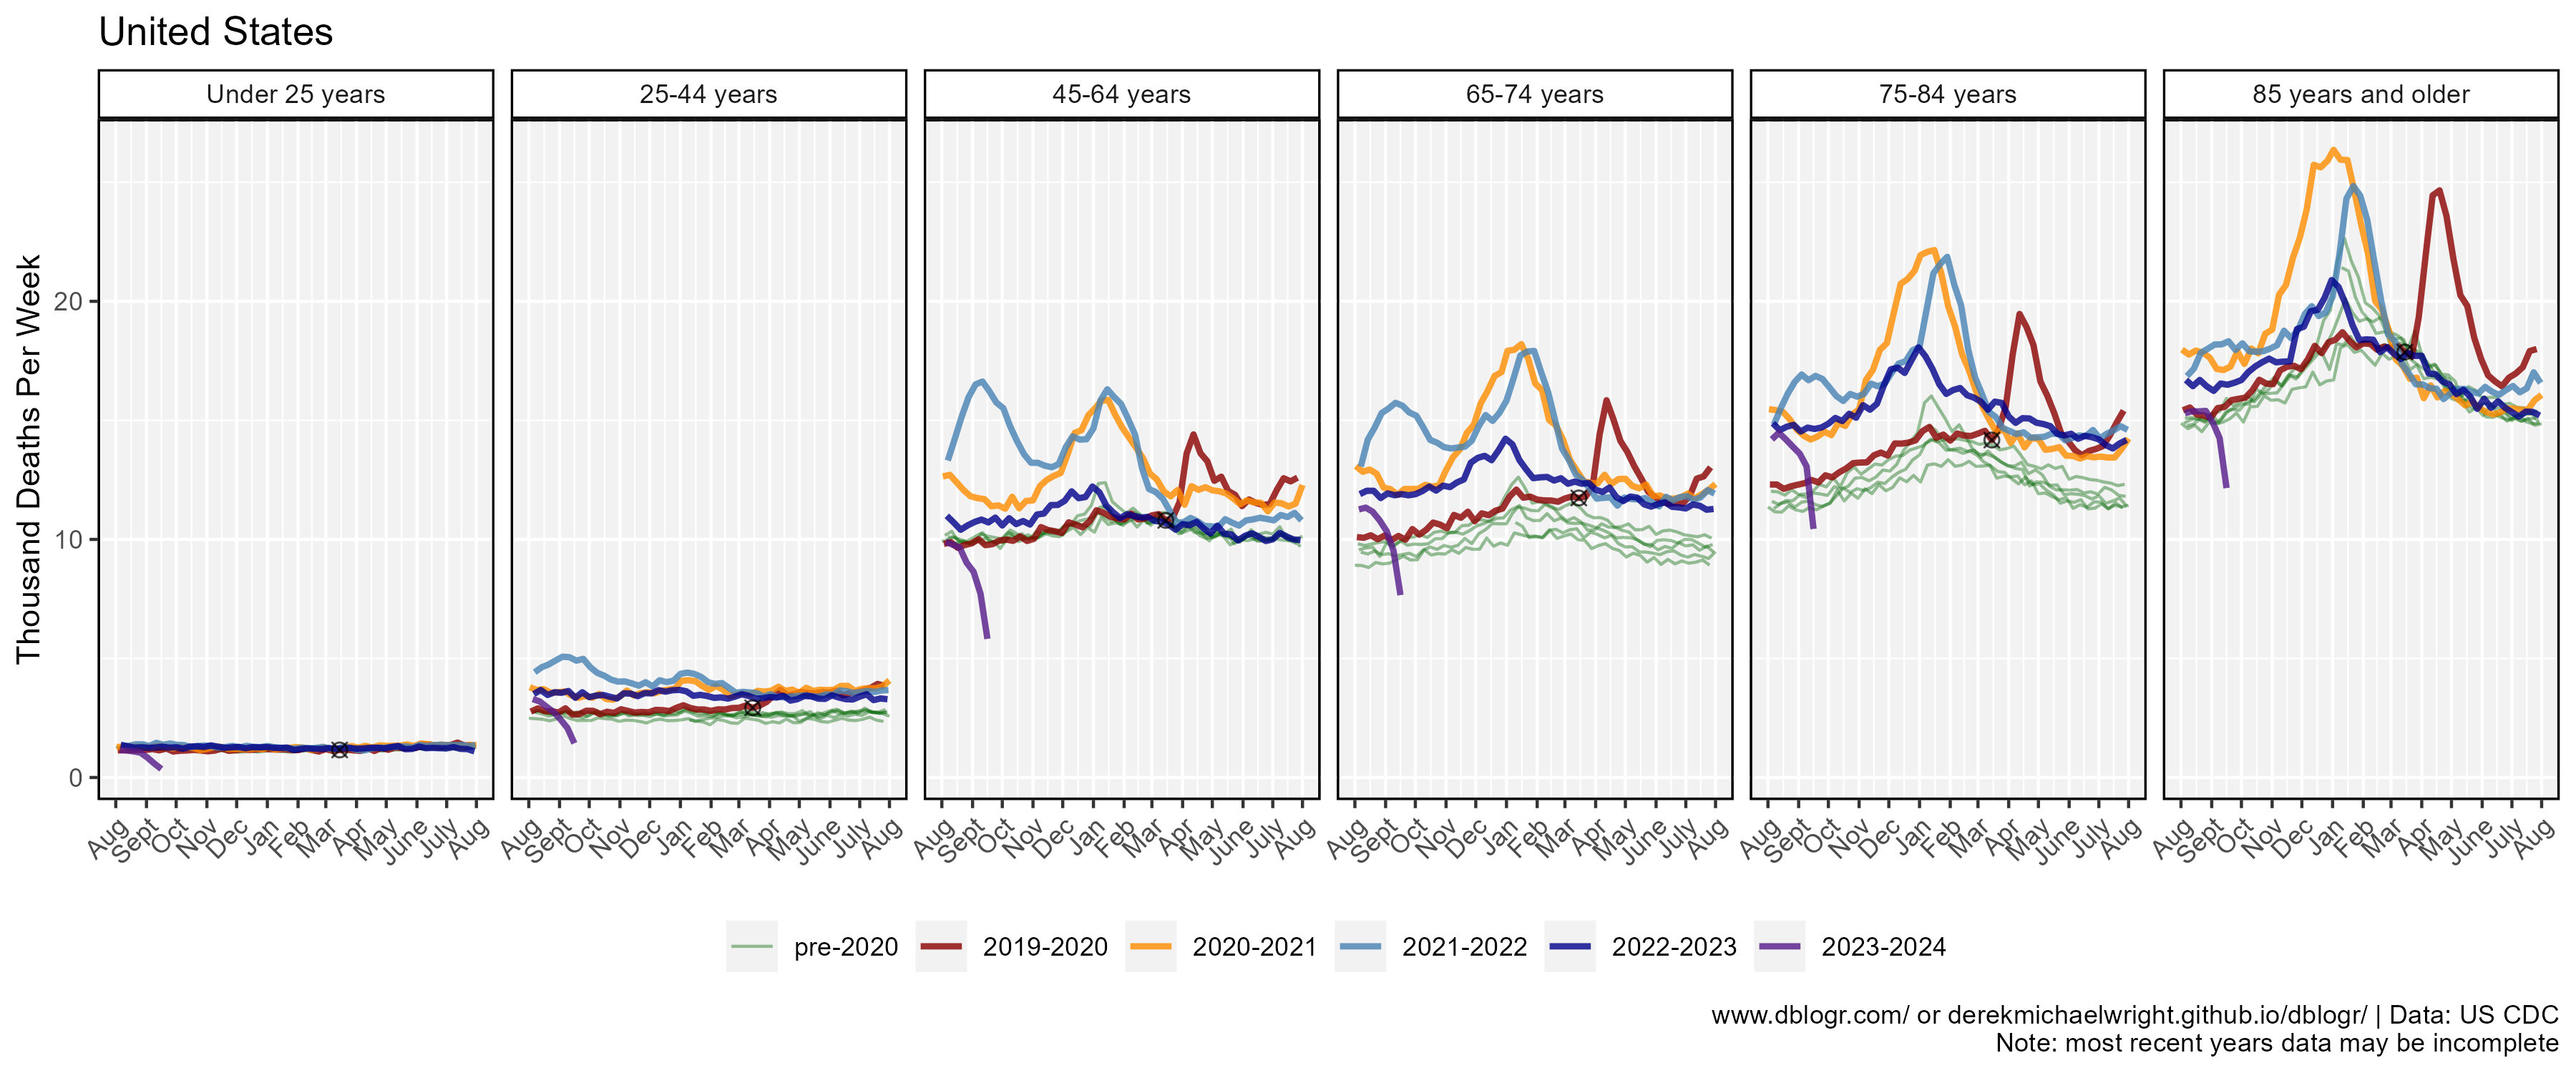 United States
Under 25 years
25-44 years
45-64 years
65-74 years
75-84 years
85 years and older
Thousand Deaths Per Week
20
10
0
Aug Sept Oct Nov Dec Jan Feb Mar Apr May June July Aug
Aug Sept Oct Nov Dec Jan Feb Mar Apr May June July Aug
Aug Sept Oct Nov Dec Jan Feb Mar Apr May June July Aug
Aug Sept Oct Nov Dec Jan Feb Mar Apr May June July Aug
Aug Sept Oct Nov Dec Jan Feb Mar Apr May June July Aug
Aug Sept Oct Nov Dec Jan Feb Mar Apr May June July Aug
pre-2020 2019-2020 2020-2021 2021-2022 2022-2023 2023-2024
www.dblogr.com/ or derekmichaelwright.github.io/dblogr/ | Data: US CDC
Note: most recent years data may be incomplete